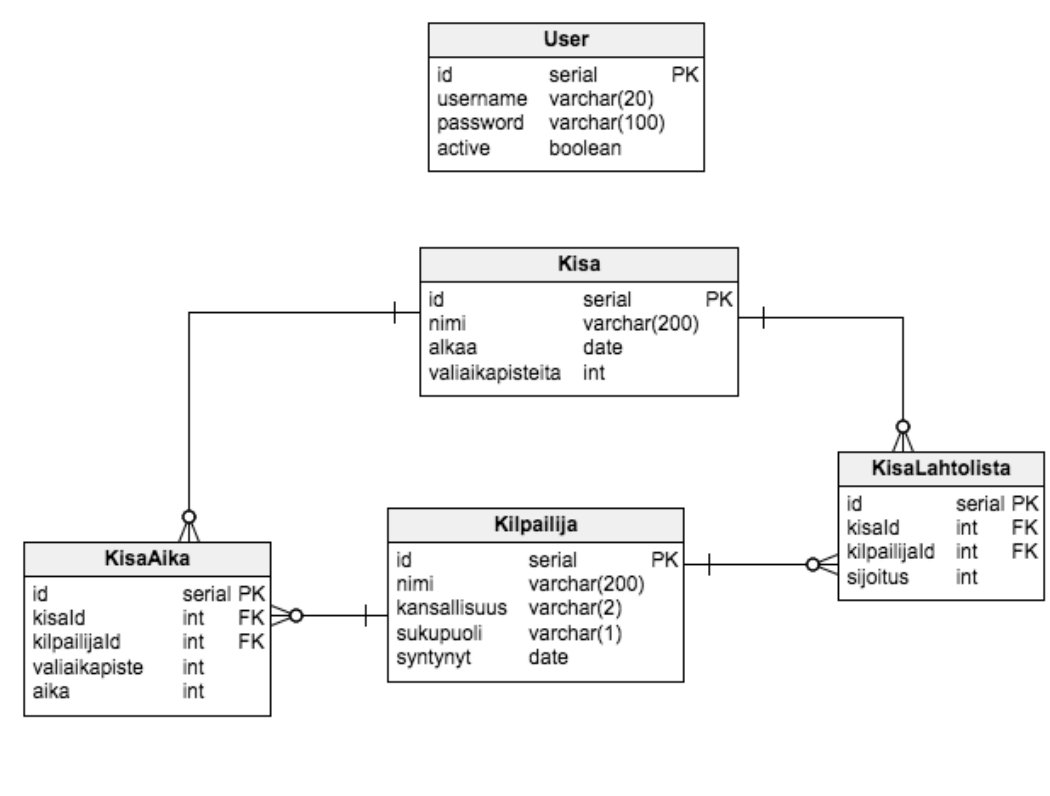 User
id serial PK
username varchar(20)
password varchar(100)
active boolean
Kisa
id serial PK
nimi varchar(200)
alkaa date
valiaikapisteita int
KisaLahtolista
id serial PK
kisaId int FK
kilpailijaId int FK
sijoitus int
Kilpailija
id serial PK
nimi varchar(200)
kansallisuus varchar(2)
sukupuoli varchar(1)
syntynyt date
KisaAika
id serial PK
kisaId int FK
kilpailijaId int FK
valiaikapiste int
aika int